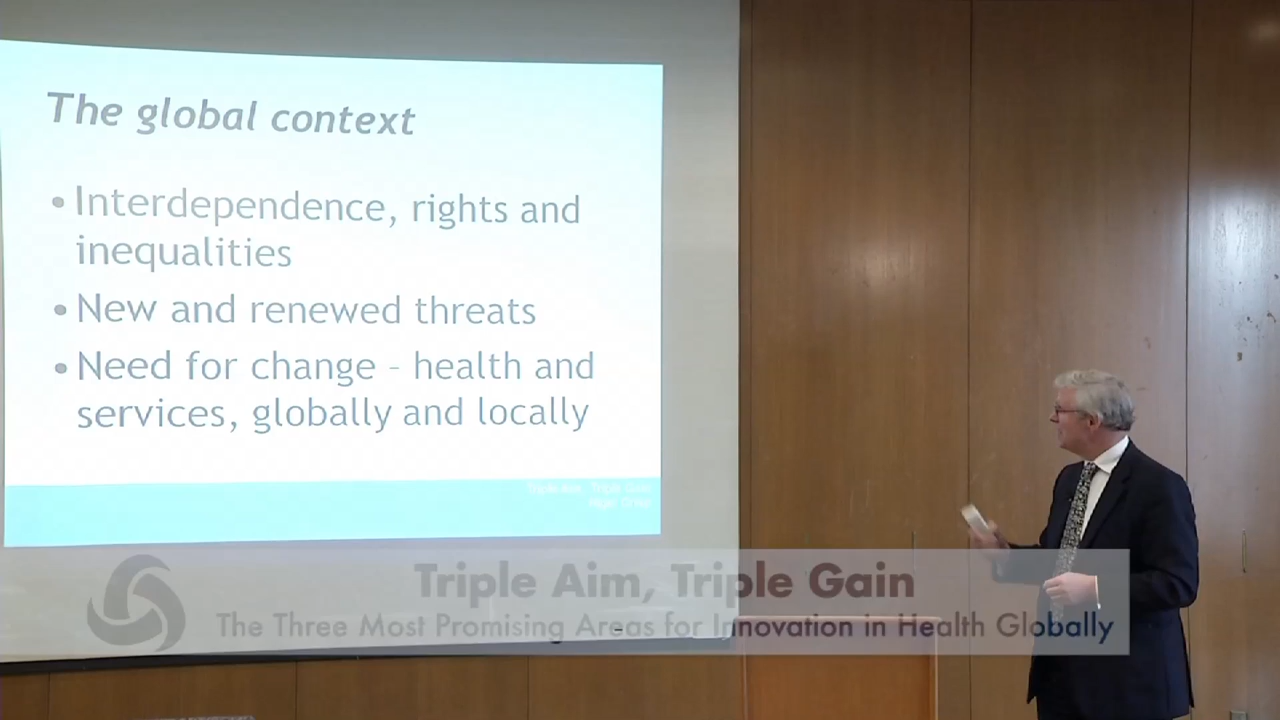 The global context
•Interdependence, rights and
inequalities
•New and renewed threats
•Need for change - health and
services, globally and locally
Triple Aim, Triple Gain
The Three Most Promising Areas for Innovation in Health Globally